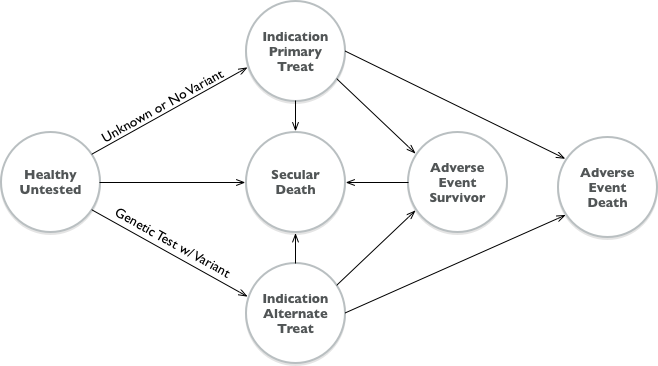 Indication
Primary
Treat
Unknown or No Variant
Healthy
Untested
Secular
Death
Adverse
Event
Survivor
Adverse
Event
Death
Genetic Test w/ Variant
Indication
Alternate
Treat